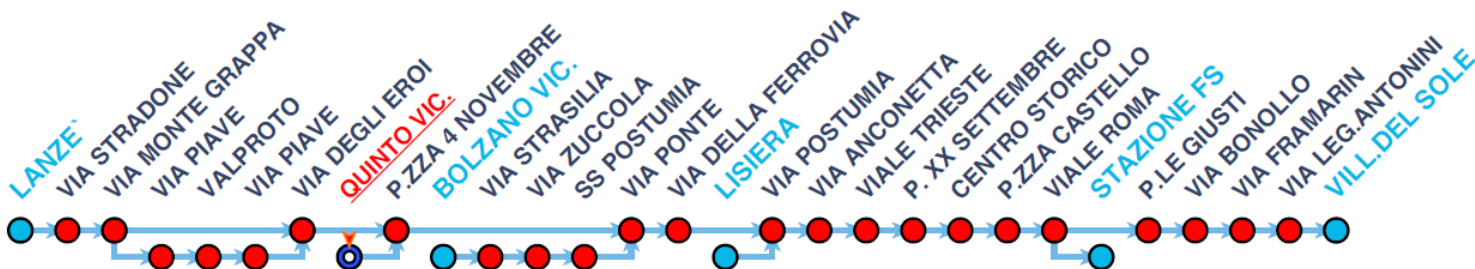 LANZE`
VIA STRADONE
VIA MONTE GRAPPA
VIA PIAVE
VALPROTO
VIA PIAVE
VIA DEGLI EROI
QUINTO VIC.
P.ZZA 4 NOVEMBRE
BOLZANO VIC.
VIA STRASILIA
VIA ZUCCOLA
SS POSTUMIA
VIA PONTE
VIA DELLA FERROVIA
LISIERA
VIA POSTUMIA
VIA ANCONETTA
VIALE TRIESTE
P. XX SETTEMBRE
CENTRO STORICO
P.ZZA CASTELLO
VIALE ROMA
STAZIONE FS
P.LE GIUSTI
VIA BONOLLO
VIA FRAMARIN
VIA LEG.ANTONINI
VILL.DEL SOLE